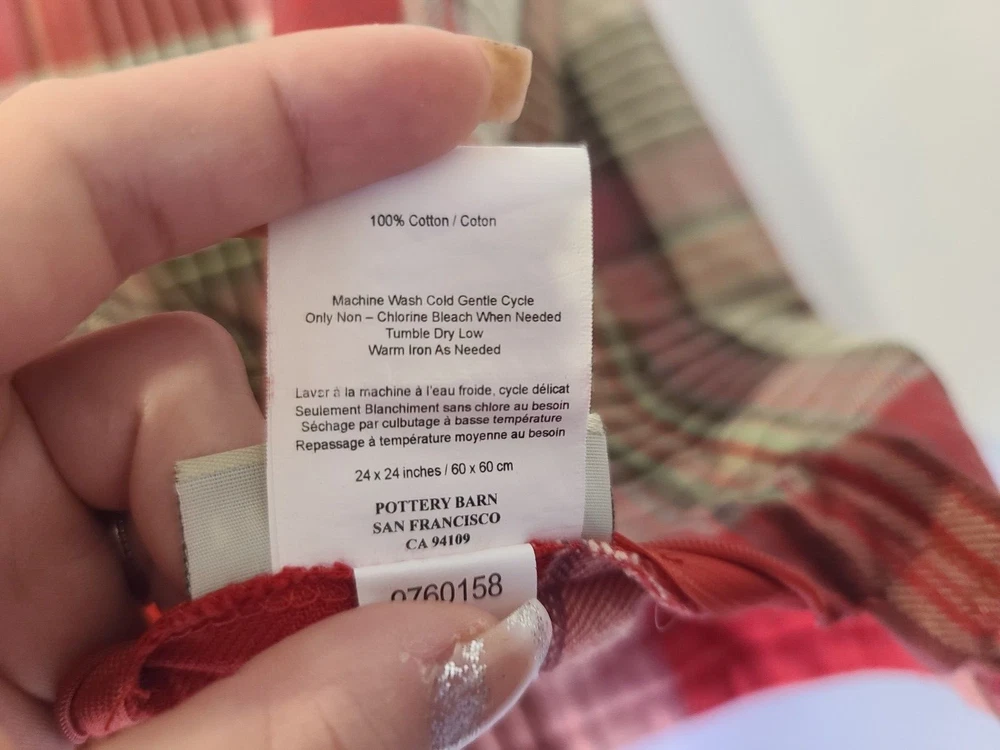 100% Cotton / Coton
Machine Wash Cold Gentle Cycle
Only Non – Chlorine Bleach When Needed
Tumble Dry Low
Warm Iron As Needed
Laver à la machine à l'eau froide, cycle délicat
Seulement Blanchiment sans chlore au besoin
Séchage par culbutage à basse température
Repassage à température moyenne au besoin
24 x 24 inches / 60 x 60 cm
POTTERY BARN
SAN FRANCISCO
CA 94109
9760158